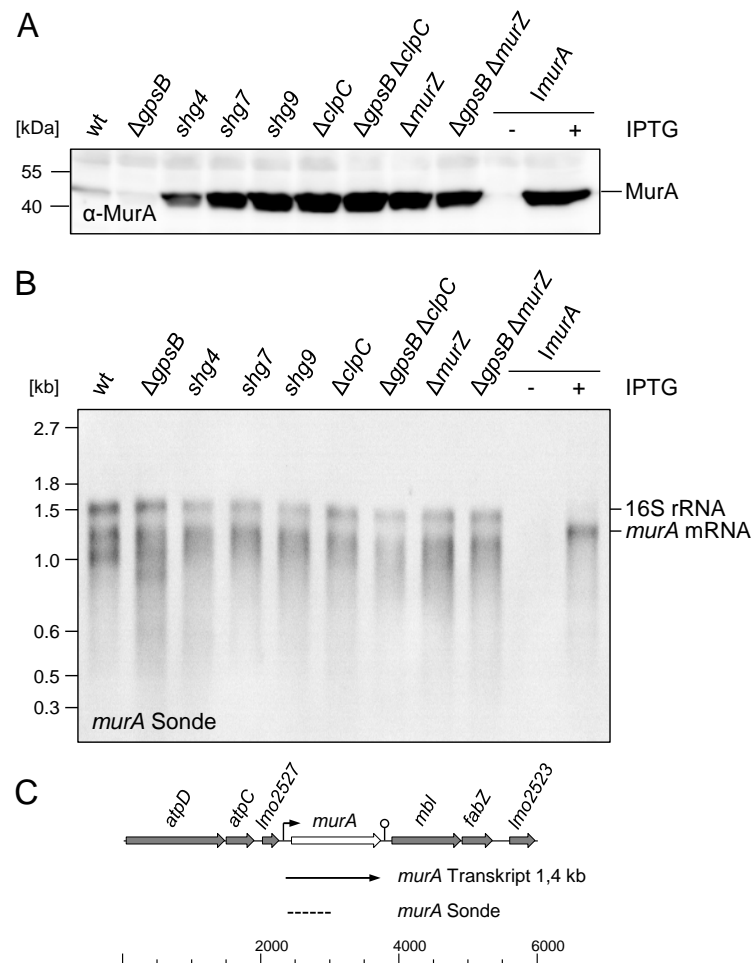 A
wt ΔgpsB shg4 shg7 shg9 ΔclpC ΔgpsB ΔclpC ΔmurZ ΔgpsB ΔmurZ ImurA
[kDa] - + IPTG
55
40
α-MurA
MurA
B
wt ΔgpsB shg4 shg7 shg9 ΔclpC ΔgpsB ΔclpC ΔmurZ ΔgpsB ΔmurZ ImurA
[kb] - + IPTG
2.7
1.8
1.5 16S rRNA
murA mRNA
1.0
0.6
0.5
0.3
murA Sonde
C
atpD atpC lmo2527 murA mbl fabZ lmo2523
murA Transkript 1,4 kb
murA Sonde
2000 4000 6000